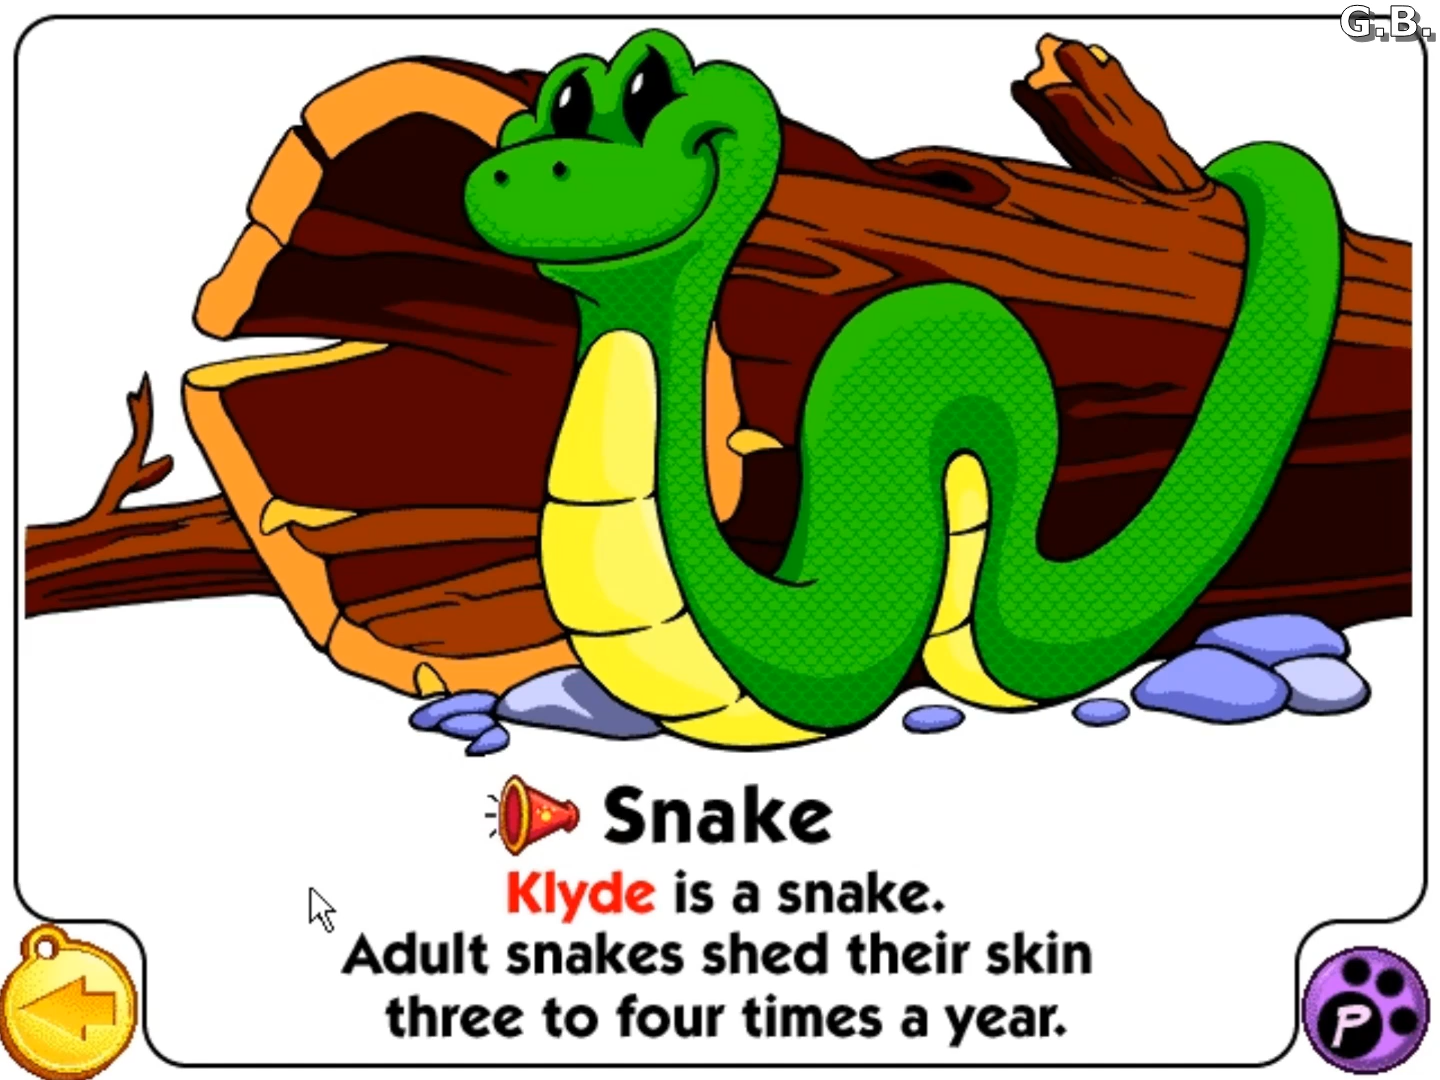 G.B.
Snake
Klyde is a snake.
Adult snakes shed their skin
three to four times a year.
P